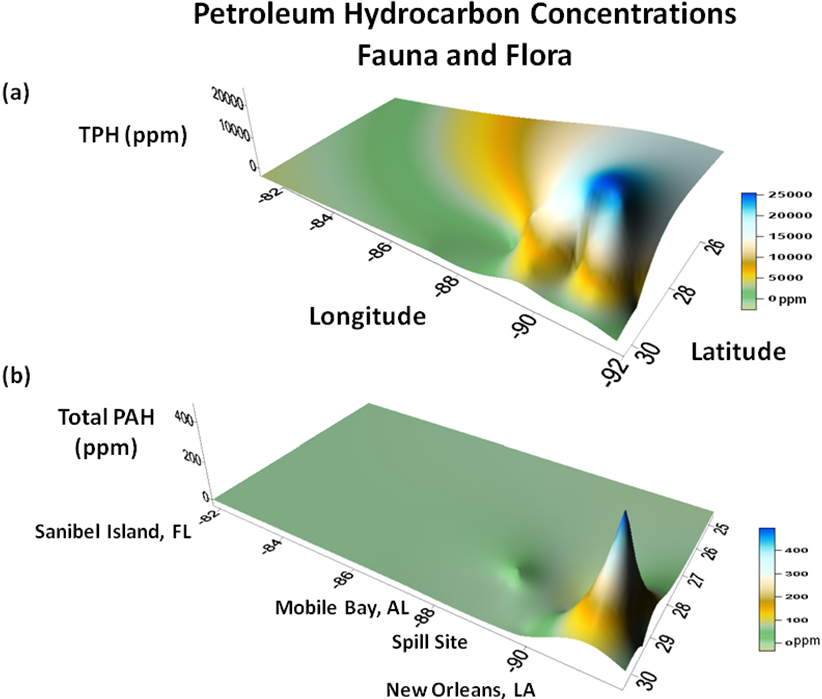 Petroleum Hydrocarbon Concentrations
Fauna and Flora
(a)
TPH (ppm)
20000
10000
0
-82
-84
-86
-88
-90
-92
Longitude
26
28
30
Latitude
25000
20000
15000
10000
5000
0 ppm
(b)
Total PAH
(ppm)
400
200
0
-82
-84
-86
-88
-90
Sanibel Island, FL
Mobile Bay, AL
Spill Site
New Orleans, LA
25
26
27
28
29
30
400
300
200
100
0 ppm